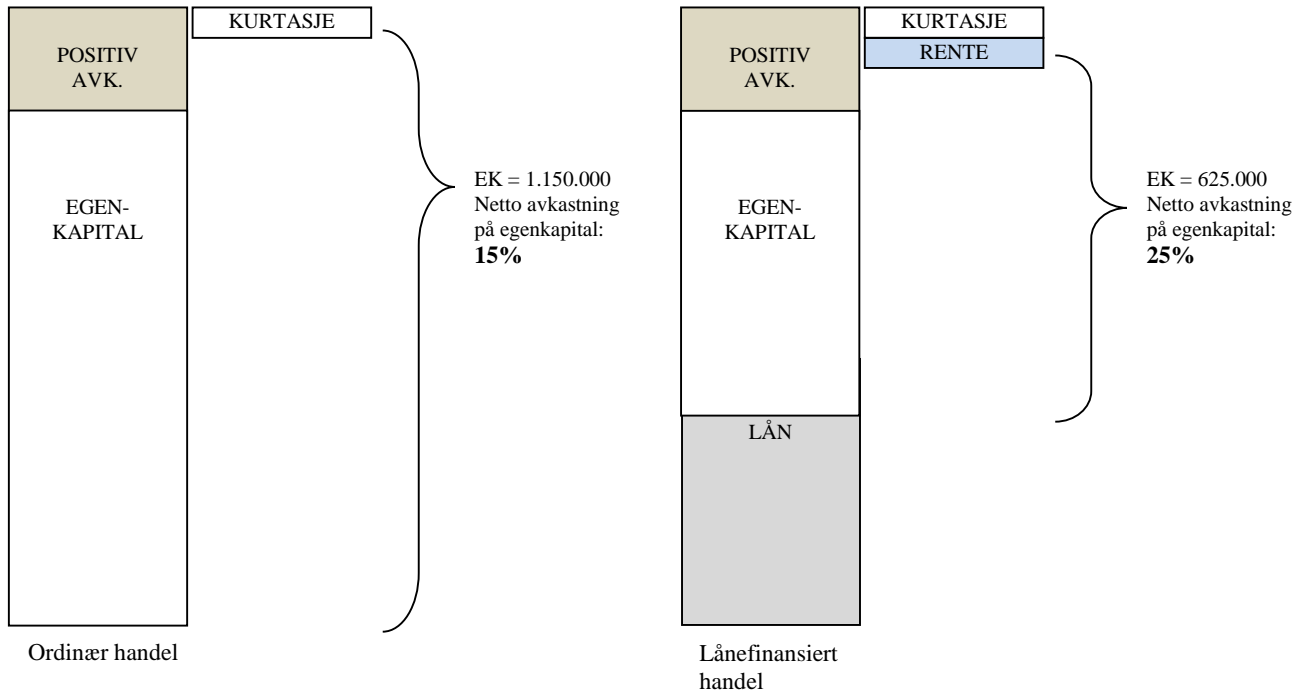 KURTASJE
POSITIV
AVK.
EGEN-
KAPITAL
EK = 1.150.000
Netto avkastning
på egenkapital:
15%
Ordinær handel
KURTASJE
RENTE
POSITIV
AVK.
EGEN-
KAPITAL
LÅN
EK = 625.000
Netto avkastning
på egenkapital:
25%
Lånefinansiert
handel